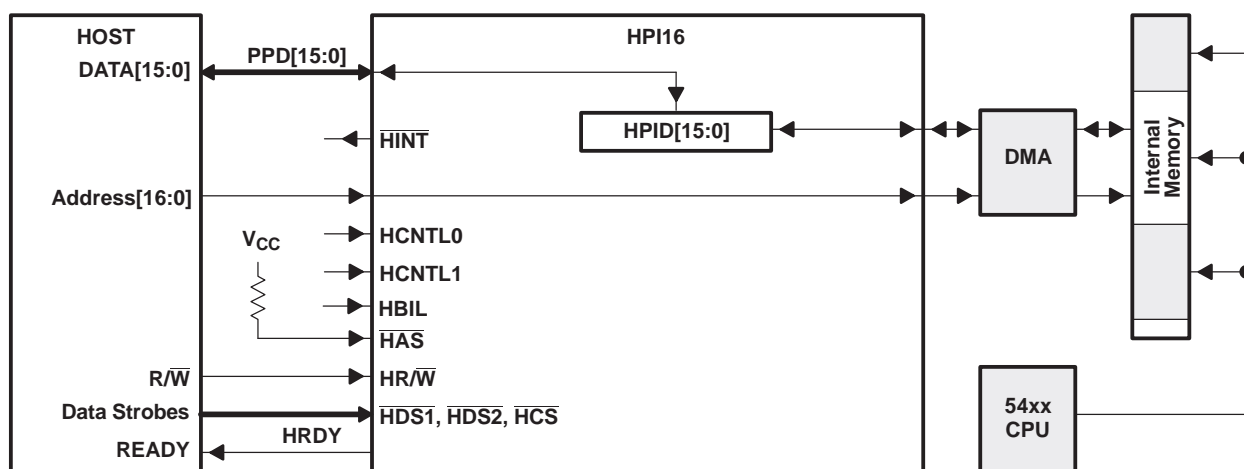 HOST
HPI16
DATA[15:0]
PPD[15:0]
HPID[15:0]
HINT
DMA
Internal
Memory
Address[16:0]
VCC
HCNTL0
HCNTL1
HBIL
HAS
R/W
HR/W
Data Strobes
HDS1, HDS2, HCS
READY
HRDY
54xx
CPU